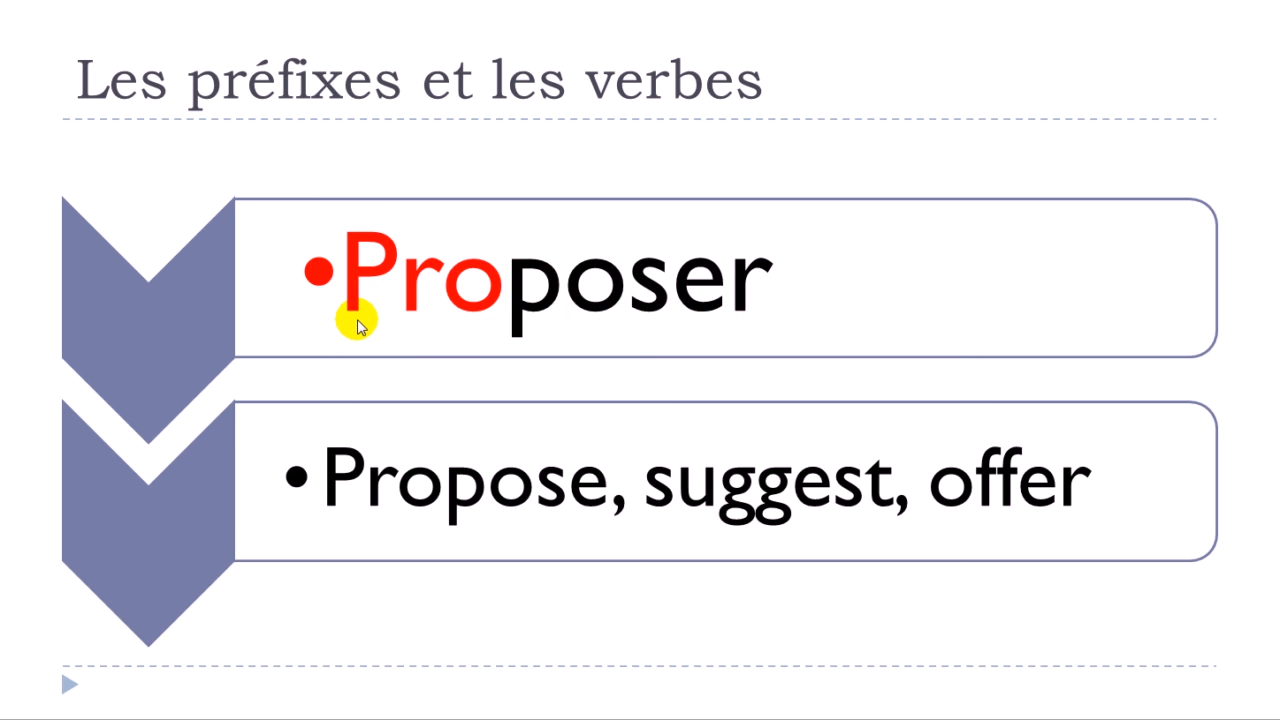 Les préfixes et les verbes
•Proposer
• Propose, suggest, offer